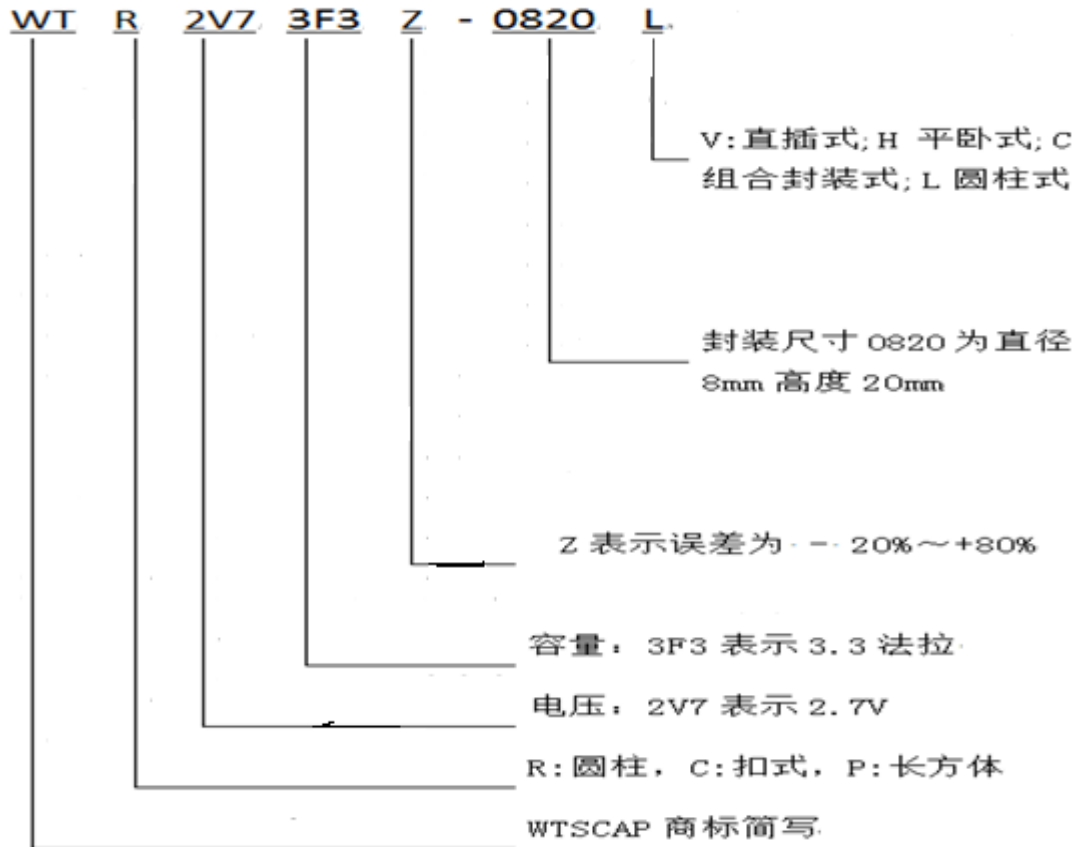 WT R 2V7 3F3 Z - 0820 L
V:直插式;H 平卧式;C
组合封装式;L 圆柱式
封装尺寸 0820 为直径
8mm 高度 20mm
Z 表示误差为 - 20%～+80%
容量：3F3 表示 3.3 法拉
电压：2V7 表示 2.7V
R:圆柱，C:扣式，P:长方体
WTSCAP 商标简写